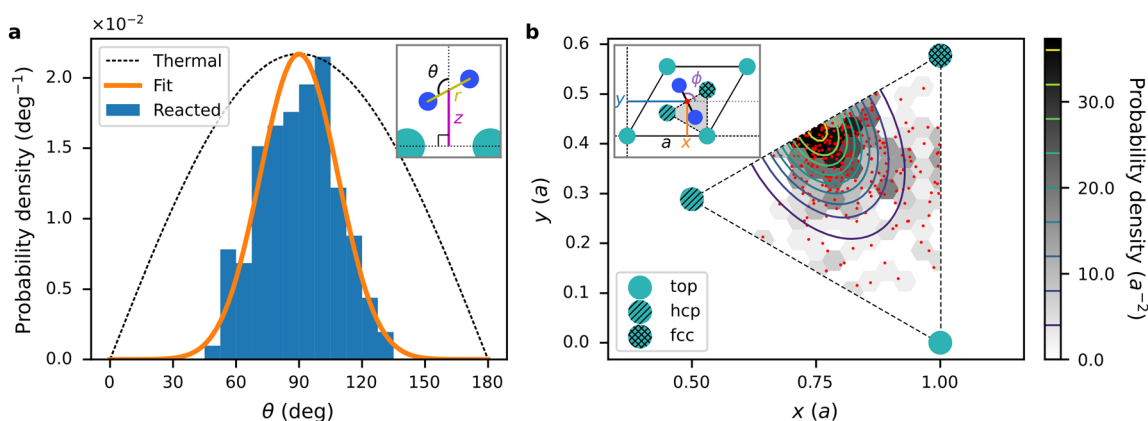 a
×10⁻²
Probability density (deg⁻¹)
2.0
1.5
1.0
0.5
0.0
Thermal
Fit
Reacted
θ
r
z
0
30
60
90
120
150
180
θ (deg)
b
y (a)
0.6
0.5
0.4
0.3
0.2
0.1
0.0
ϕ
y
a
x
top
hcp
fcc
0.50
0.75
1.00
x (a)
30.0
20.0
10.0
0.0
Probability density (a⁻²)